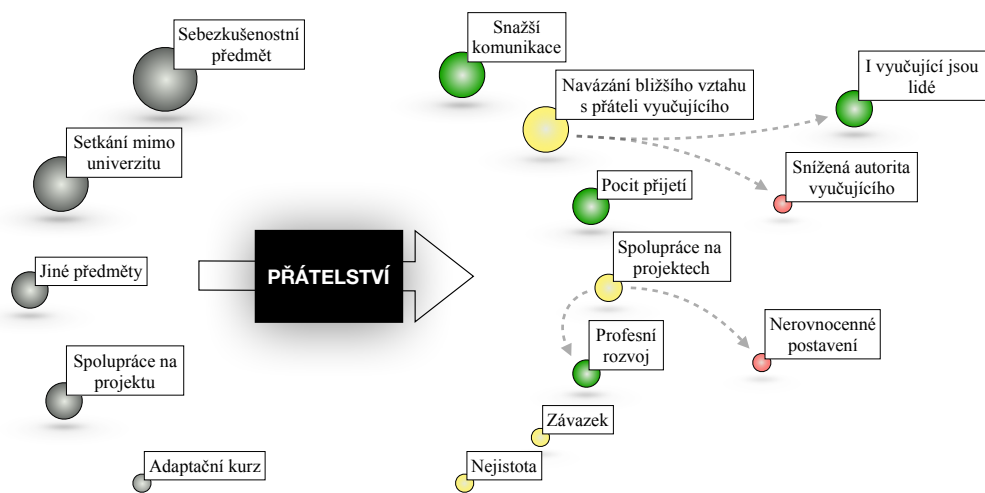 Sebezkušenostní
předmět
Setkání mimo
univerzitu
Jiné předměty
Spolupráce na
projektu
Adaptační kurz
PŘÁTELSTVÍ
Snažší
komunikace
Navázání bližšího vztahu
s přáteli vyučujícího
I vyučující jsou
lidé
Snížená autorita
vyučujícího
Pocit přijetí
Spolupráce na
projektech
Profesní
rozvoj
Nerovnocenné
postavení
Závazek
Nejistota